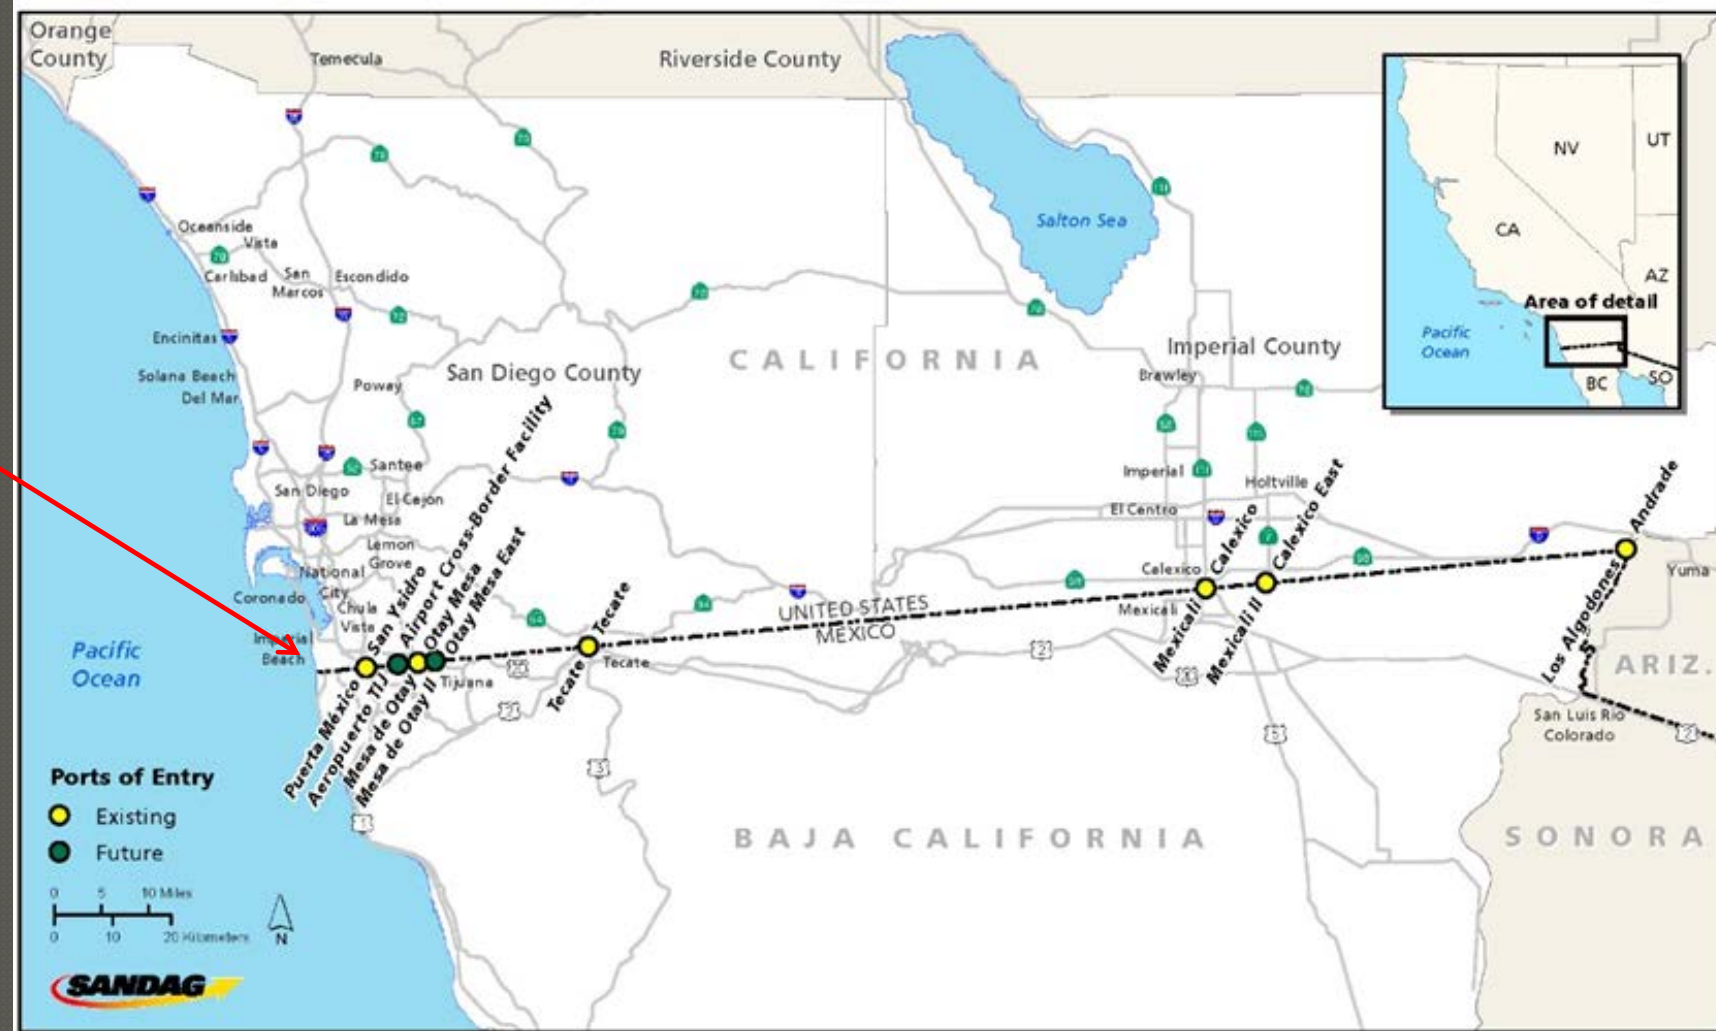 Orange
County
Temecula
Riverside County
Oceanside
Vista
Carlsbad
San
Marcos
Escondido
Encinitas
Solana Beach
Del Mar
Poway
San Diego County
CALIFORNIA
Salton Sea
Imperial County
Brawley
Santee
San Diego
El Cajon
La Mesa
Lemon
Grove
National
City
Coronado
Chula
Vista
Imperial
Beach
Imperial
El Centro
Holtville
Calexico
Mexicali
Yuma
San Ysidro
Airport Cross-Border Facility
Otay Mesa
Otay Mesa East
Tecate
Calexico
Calexico East
Andrade
Puerta México
Aeropuerto TIJ
Mesa de Otay
Mesa de Otay II
Tecate
Mexicali
Mexicali II
Los Algodones
UNITED STATES
MEXICO
Tijuana
Tecate
2
2
3
5
2
Pacific
Ocean
ARIZ.
San Luis Rio
Colorado
BAJA CALIFORNIA
SONORA
NV
UT
CA
AZ
Area of detail
Pacific
Ocean
BC
SO
Ports of Entry
Existing
Future
0 5 10 Miles
0 10 20 Kilometers
N
SANDAG